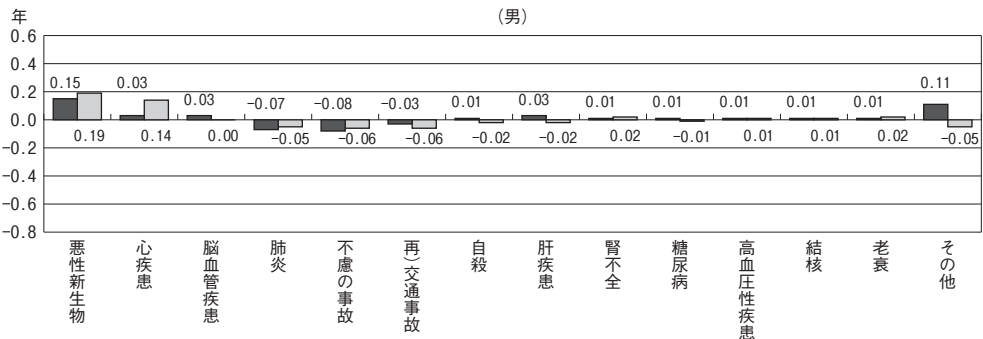 年
(男)
0.6
0.4
0.2
0.0
-0.2
-0.4
-0.6
-0.8
0.15 0.03 0.03 -0.07 -0.08 -0.03 0.01 0.03 0.01 0.01 0.01 0.01 0.01 0.11
0.19 0.14 0.00 -0.05 -0.06 -0.06 -0.02 -0.02 0.02 -0.01 0.01 0.01 0.02 -0.05
悪性新生物
心疾患
脳血管疾患
肺炎
不慮の事故
再)交通事故
自殺
肝疾患
腎不全
糖尿病
高血圧性疾患
結核
老衰
その他